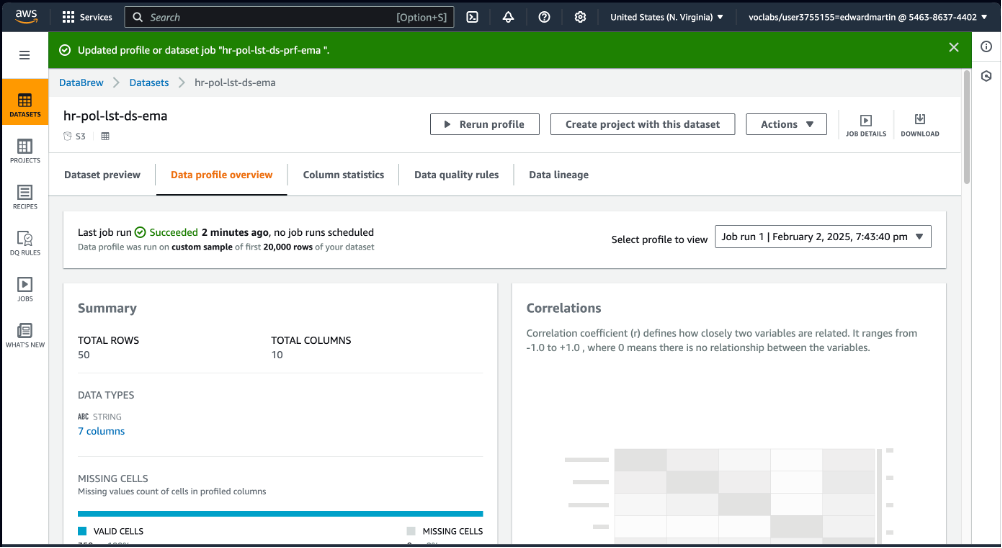 aws
Services
Search
[Option+S]
United States (N. Virginia)
voclabs/user3755155=edwardmartin @ 5463-8637-4402
Updated profile or dataset job "hr-pol-lst-ds-prf-ema ".
DataBrew
Datasets
hr-pol-lst-ds-ema
DATASETS
PROJECTS
RECIPES
DQ RULES
JOBS
WHAT'S NEW
hr-pol-lst-ds-ema
S3
Rerun profile
Create project with this dataset
Actions
JOB DETAILS
DOWNLOAD
Dataset preview
Data profile overview
Column statistics
Data quality rules
Data lineage
Last job run Succeeded 2 minutes ago, no job runs scheduled
Data profile was run on custom sample of first 20,000 rows of your dataset
Select profile to view
Job run 1 | February 2, 2025, 7:43:40 pm
Summary
TOTAL ROWS
50
TOTAL COLUMNS
10
DATA TYPES
ABC STRING
7 columns
MISSING CELLS
Missing values count of cells in profiled columns
VALID CELLS
MISSING CELLS
Correlations
Correlation coefficient (r) defines how closely two variables are related. It ranges from
-1.0 to +1.0 , where 0 means there is no relationship between the variables.